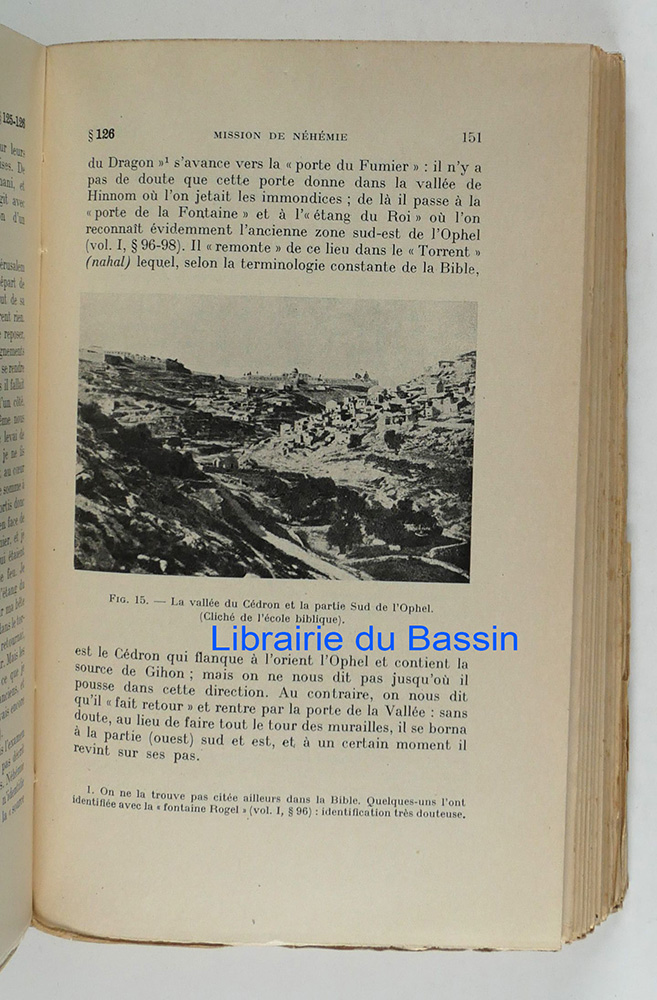 § 125-126
§ 126 MISSION DE NÉHÉMIE 151
du Dragon »¹ s'avance vers la « porte du Fumier » : il n'y a
pas de doute que cette porte donne dans la vallée de
Hinnom où l'on jetait les immondices ; de là il passe à la
« porte de la Fontaine » et à l'« étang du Roi » où l'on
reconnaît évidemment l'ancienne zone sud-est de l'Ophel
(vol. I, § 96-98). Il « remonte » de ce lieu dans le « Torrent »
(nahal) lequel, selon la terminologie constante de la Bible,
FIG. 15. — La vallée du Cédron et la partie Sud de l'Ophel.
(Cliché de l'école biblique).
Librairie du Bassin
est le Cédron qui flanque à l'orient l'Ophel et contient la
source de Gihon ; mais on ne nous dit pas jusqu'où il
pousse dans cette direction. Au contraire, on nous dit
qu'il « fait retour » et rentre par la porte de la Vallée : sans
doute, au lieu de faire tout le tour des murailles, il se borna
à la partie (ouest) sud et est, et à un certain moment il
revint sur ses pas.
1. On ne la trouve pas citée ailleurs dans la Bible. Quelques-uns l'ont
identifiée avec la « fontaine Rogel » (vol. I, § 96) : identification très douteuse.